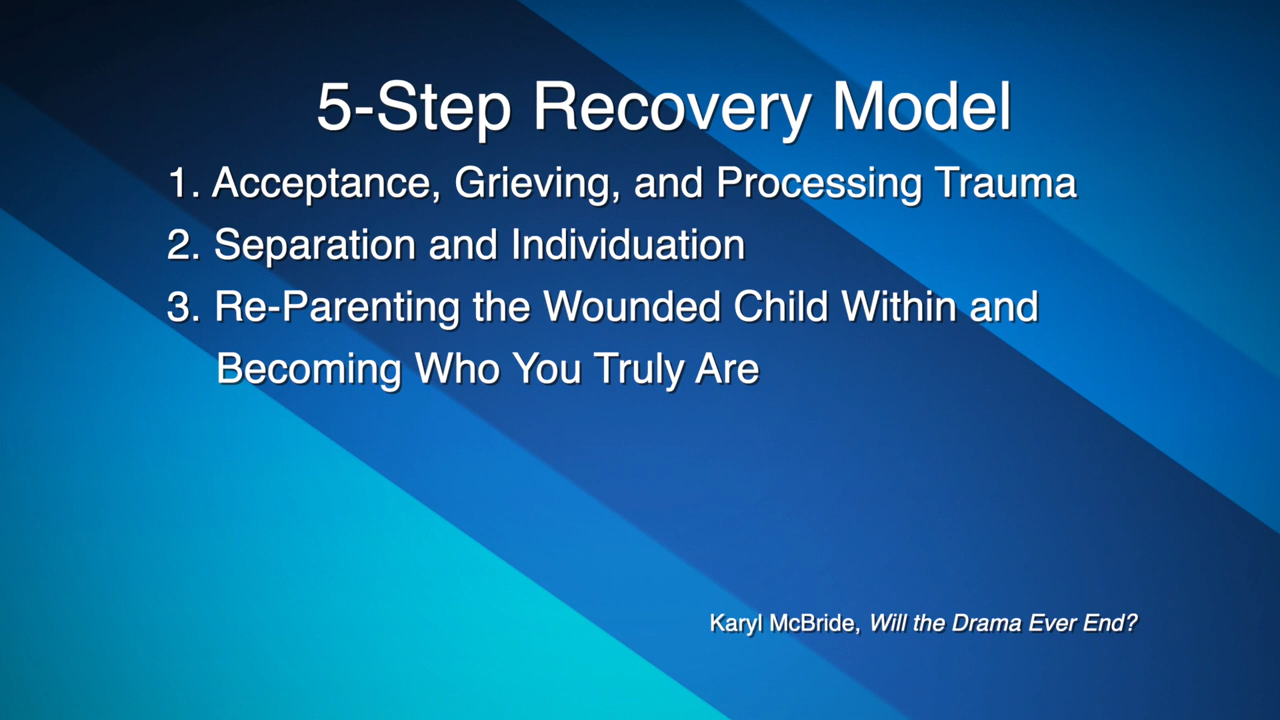 5-Step Recovery Model
1. Acceptance, Grieving, and Processing Trauma
2. Separation and Individuation
3. Re-Parenting the Wounded Child Within and
Becoming Who You Truly Are
Karyl McBride, Will the Drama Ever End?